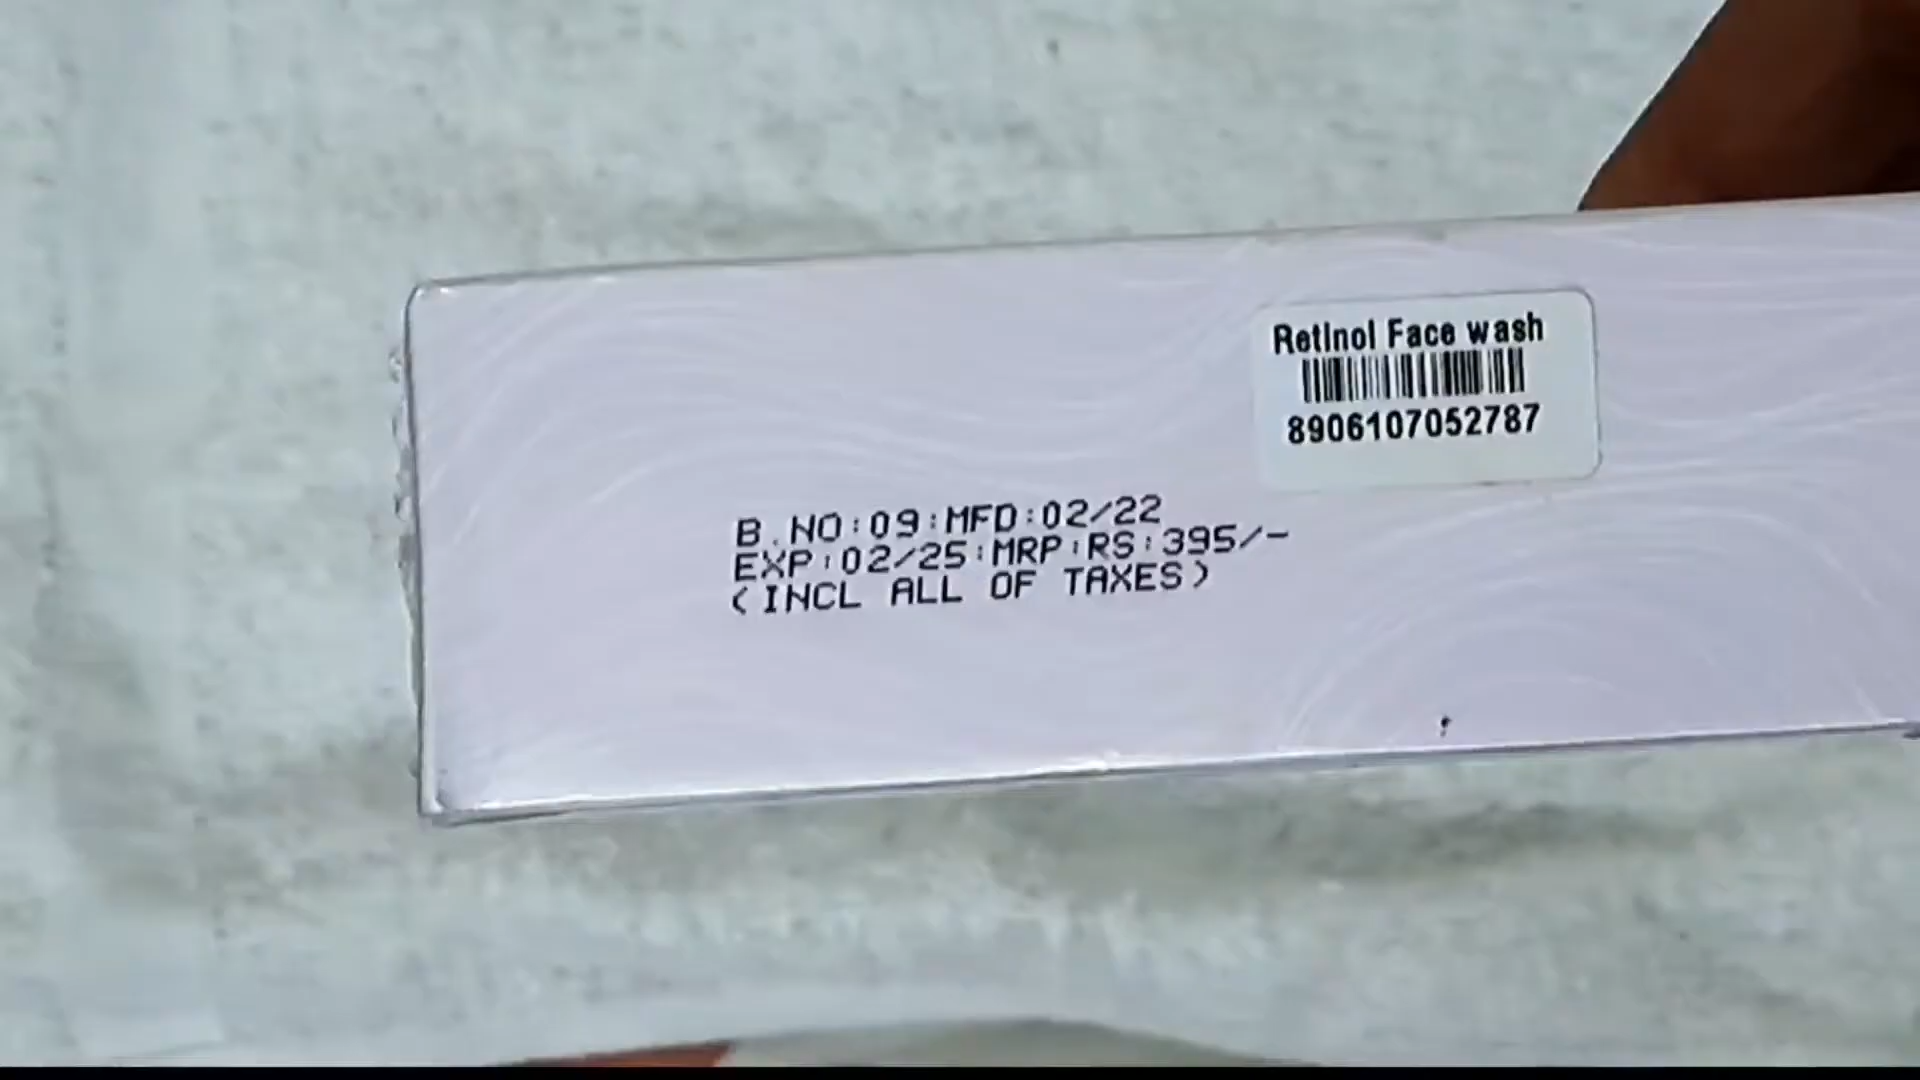 Retinol Face wash
8906107052787
B.NO:09:MFD:02/22
EXP:02/25:MRP:RS:395/-
(INCL ALL OF TAXES)